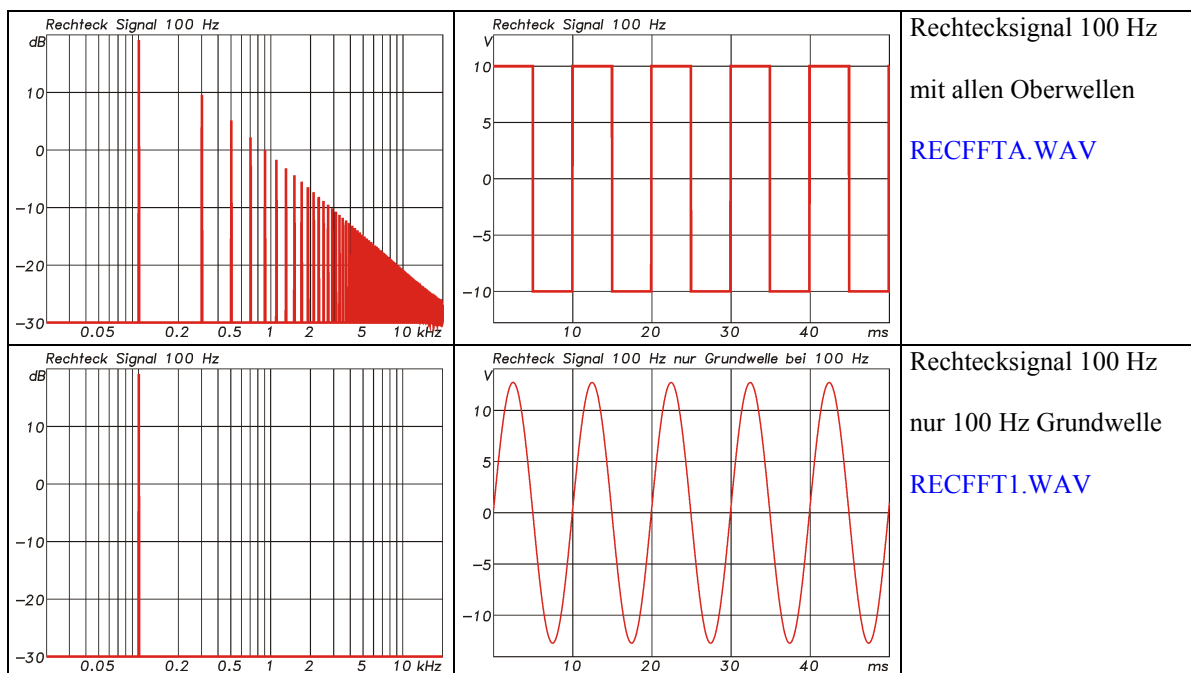 Rechteck Signal 100 Hz
dB
10
0
−10
−20
−30
0.05 0.2 0.5 1 2 5 10 kHz
Rechteck Signal 100 Hz
V
10
5
0
−5
−10
10 20 30 40 ms
Rechtecksignal 100 Hz
mit allen Oberwellen
RECFFTA.WAV
Rechteck Signal 100 Hz
dB
10
0
−10
−20
−30
0.05 0.2 0.5 1 2 5 10 kHz
Rechteck Signal 100 Hz nur Grundwelle bei 100 Hz
V
10
5
0
−5
−10
10 20 30 40 ms
Rechtecksignal 100 Hz
nur 100 Hz Grundwelle
RECFFT1.WAV